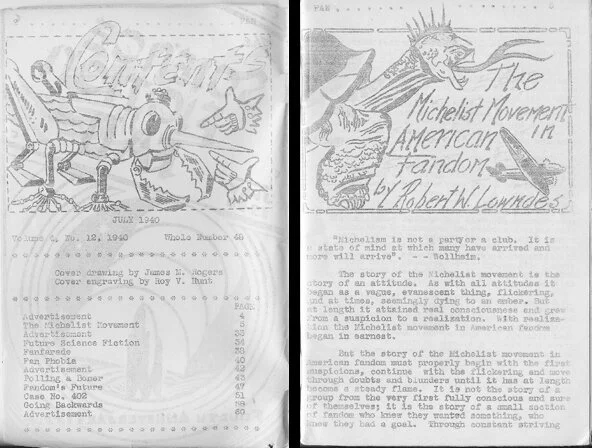 FAN
Contents
JULY 1940
Volume 4, No. 12, 1940 Whole Number 48
Cover drawing by James M. Rogers
Cover engraving by Roy V. Hunt
PAGE
Advertisement 4
The Michelist Movement 5
Advertisement 33
Future Science Fiction 34
Fanfarade 38
Fan Phobia 40
Advertisement 42
Polling a Boner 43
Fandom's Future 47
Case No. 402 51
Going Backwards 58
Advertisement 60
FAN 5
The
Michelist Movement
in
American
Fandom
by Robert W. Lowndes
"Michelism is not a party or a club. It is
a state of mind at which many have arrived and
more will arrive". - - Wollheim.
The story of the Michelist movement is the
story of an attitude. As with all attitudes it
began as a vague, evanescent thing, flickering,
and at times, seemingly dying to an ember. But
at length it attained real consciousness and grew
from a suspicion to a realization. With realiza-
tion the Michelist movement in American fandom
began in earnest.
But the story of the Michelist movement in
American fandom must properly begin with the first
suspicions, continue with the flickering and move
through doubts and blunders until it has at length
become a steady flame. It is not the story of a
group from the very first fully conscious and sure
of themselves; it is the story of a small section
of fandom who knew they wanted something, who
knew they had a goal. Through constant striving